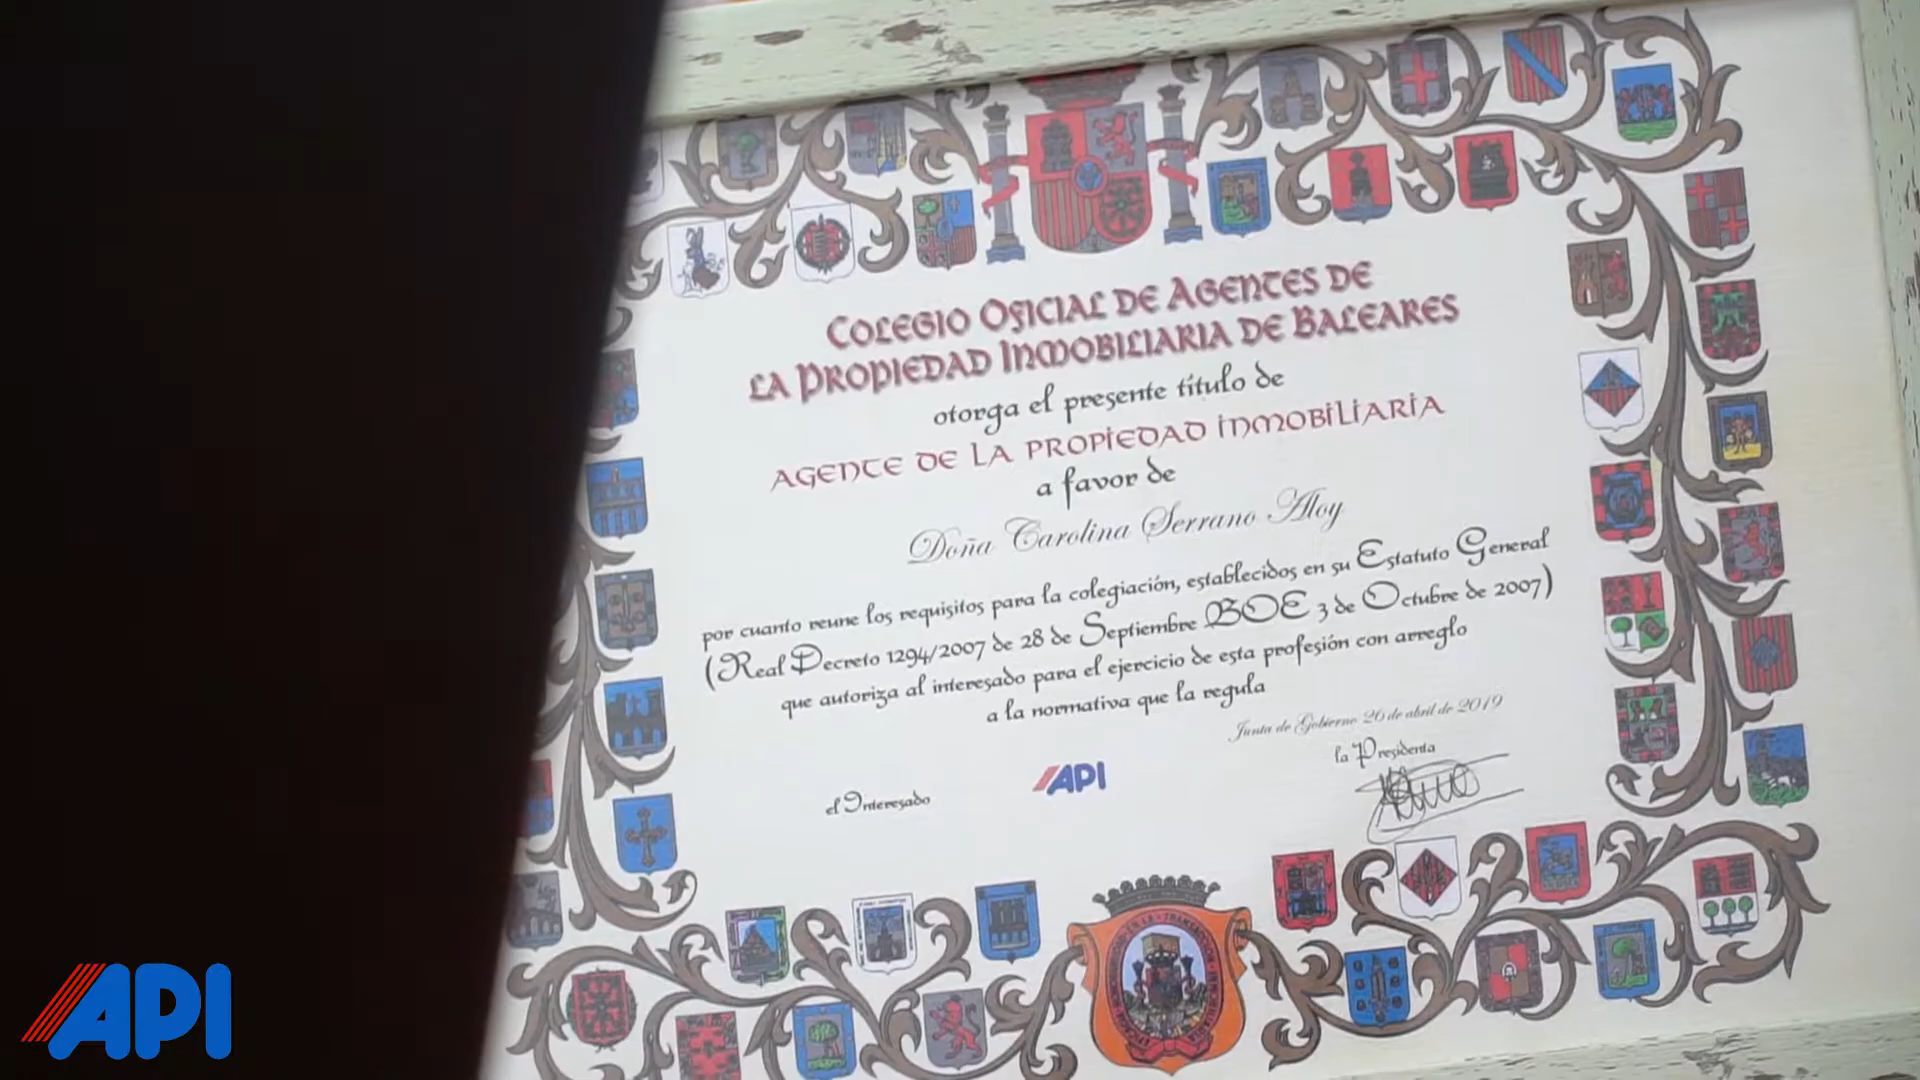 Colegio Oficial de Agentes de
la Propiedad Inmobiliaria de Baleares
otorga el presente título de
Agente de la Propiedad Inmobiliaria
a favor de
Doña Carolina Serrano Aloy
por cuanto reune los requisitos para la colegiación, establecidos en su Estatuto General
(Real Decreto 1294/2007 de 28 de Septiembre BOE 3 de Octubre de 2007)
que autoriza al interesado para el ejercicio de esta profesión con arreglo
a la normativa que la regula
Junta de Gobierno 26 de abril de 2019
la Presidenta
el Interesado
API
API